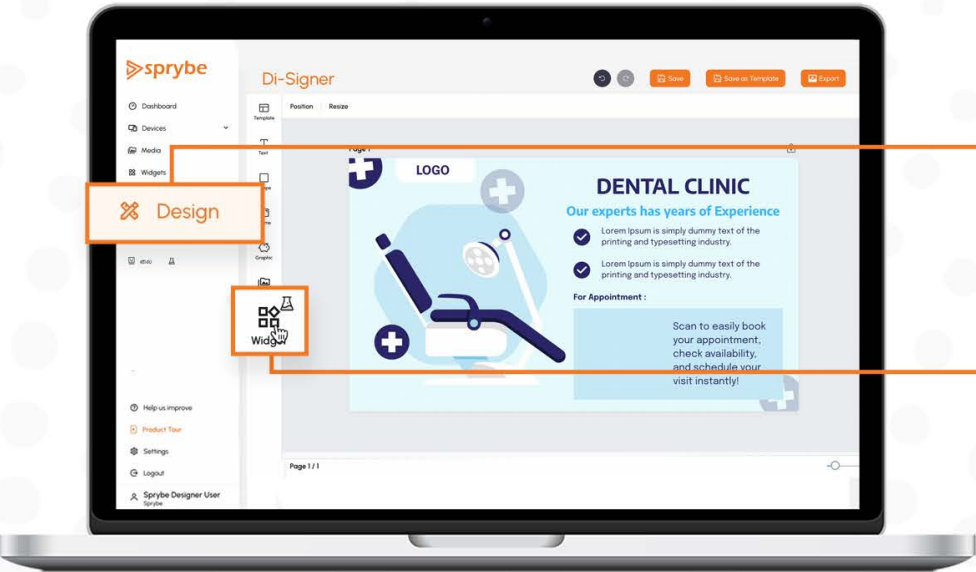 sprybe
Di-Signer
Save
Save as Template
Export
Dashboard
Devices
Media
Widgets
Design
Template
Position
Resize
Text
Graphic
Widget
LOGO
DENTAL CLINIC
Our experts has years of Experience
Lorem Ipsum is simply dummy text of the
printing and typesetting industry.
Lorem Ipsum is simply dummy text of the
printing and typesetting industry.
For Appointment :
Scan to easily book
your appointment,
check availability,
and schedule your
visit instantly!
Help us improve
Product Tour
Settings
Logout
Sprybe Designer User
Sprybe
Page 1 / 1